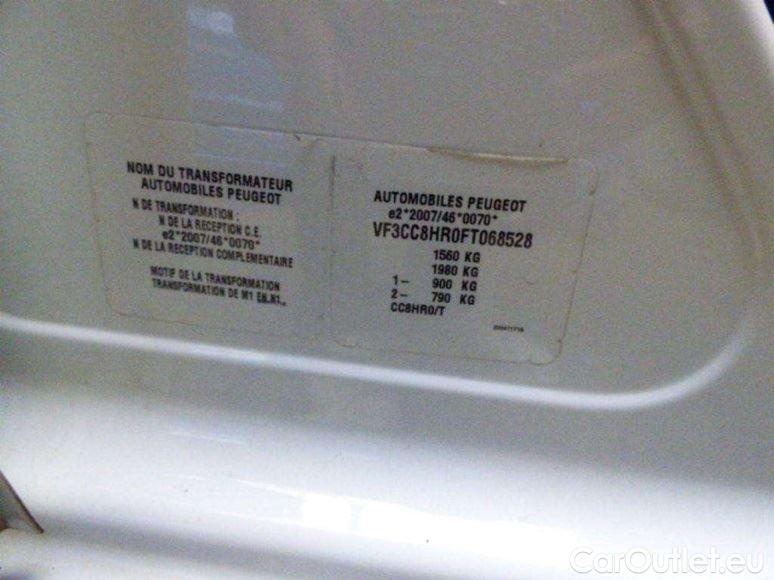 NOM DU TRANSFORMATEUR
AUTOMOBILES PEUGEOT
N DE TRANSFORMATION :
N DE LA RECEPTION C.E.
e2*2007/46*0070*
N DE LA RECEPTION COMPLEMENTAIRE
MOTIF DE LA TRANSFORMATION
TRANSFORMATION DE M1 EN N1
AUTOMOBILES PEUGEOT
e2*2007/46*0070*
VF3CC8HR0FT068528
1560 KG
1980 KG
1- 900 KG
2- 790 KG
CC8HR0/T
CarOutlet.eu